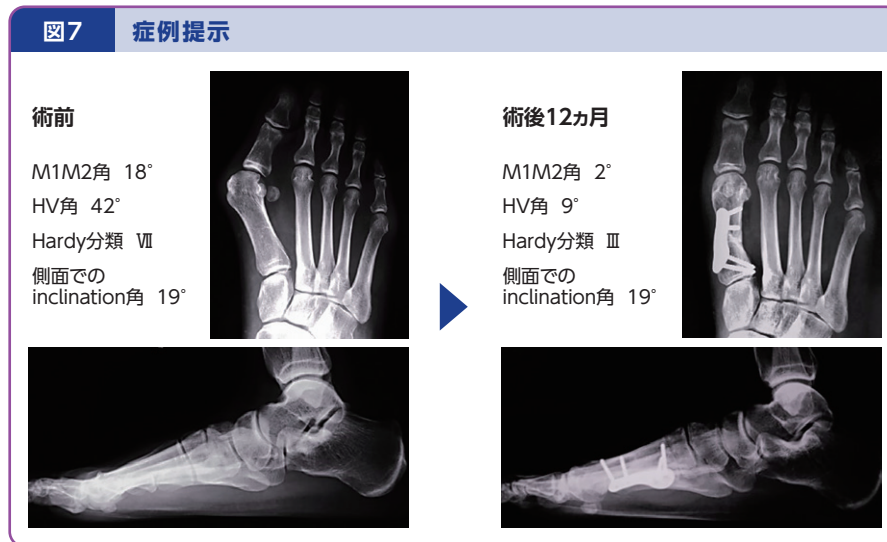 図7 症例提示
術前
M1M2角 18°
HV角 42°
Hardy分類 Ⅶ
側面での
inclination角 19°
術後12ヵ月
M1M2角 2°
HV角 9°
Hardy分類 Ⅲ
側面での
inclination角 19°